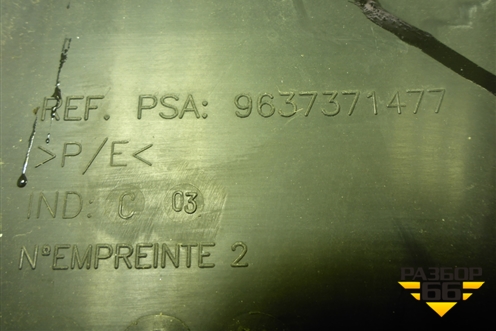 REF. PSA: 9637371477
>P/E<
IND: C 03
N°EMPREINTE 2
РАЗБОР
66